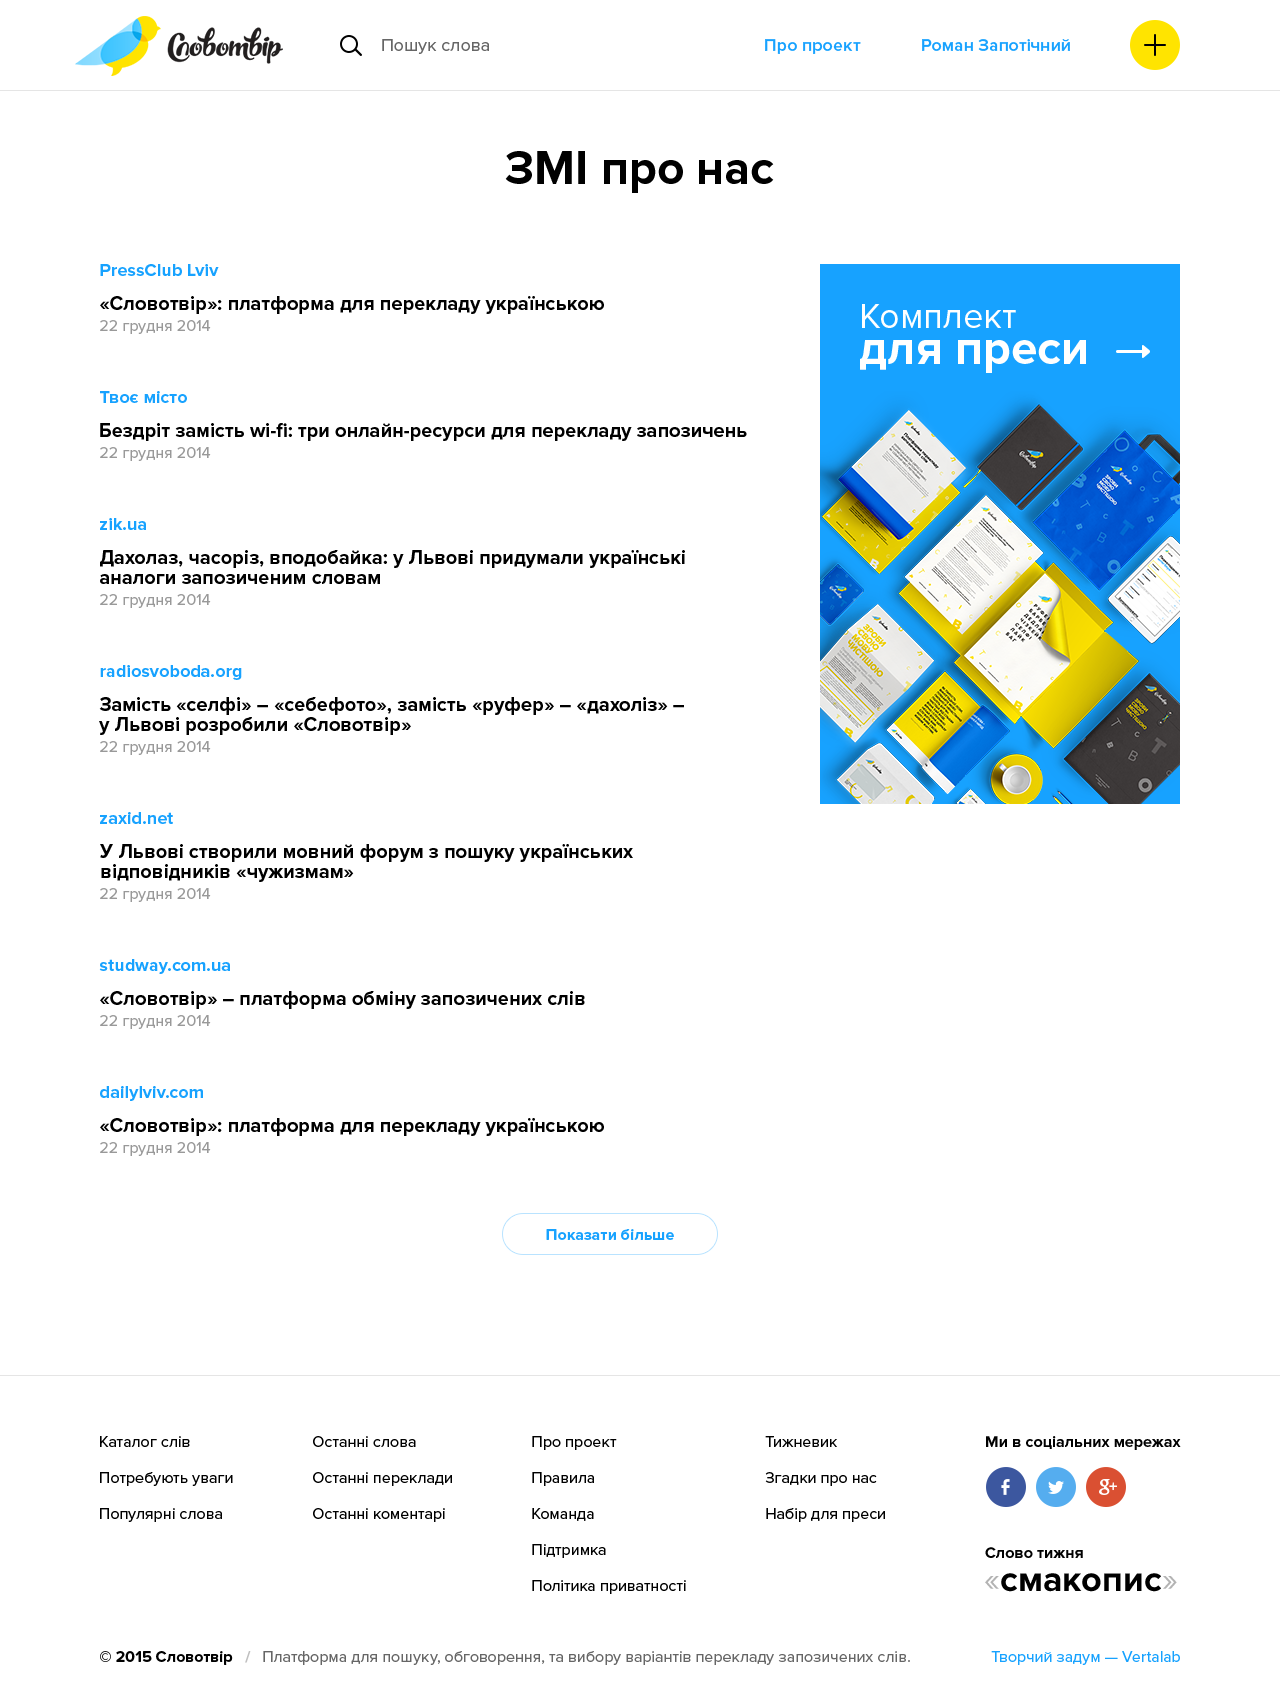 Словотвір
Пошук слова
Про проект
Роман Запотічний
ЗМІ про нас
PressClub Lviv
«Словотвір»: платформа для перекладу українською
22 грудня 2014
Твоє місто
Бездріт замість wi-fi: три онлайн-ресурси для перекладу запозичень
22 грудня 2014
zik.ua
Дахолаз, часоріз, вподобайка: у Львові придумали українські
аналоги запозиченим словам
22 грудня 2014
radiosvoboda.org
Замість «селфі» – «себефото», замість «руфер» – «дахоліз» –
у Львові розробили «Словотвір»
22 грудня 2014
zaxid.net
У Львові створили мовний форум з пошуку українських
відповідників «чужизмам»
22 грудня 2014
studway.com.ua
«Словотвір» – платформа обміну запозичених слів
22 грудня 2014
dailylviv.com
«Словотвір»: платформа для перекладу українською
22 грудня 2014
Показати більше
Комплект
для преси
Словотвір
ЗРОБИ
СВОЮ
МОВУ
ЧИСТІШОЮ
Каталог слів
Потребують уваги
Популярні слова
Останні слова
Останні переклади
Останні коментарі
Про проект
Правила
Команда
Підтримка
Політика приватності
Тижневик
Згадки про нас
Набір для преси
Ми в соціальних мережах
f
g+
Слово тижня
«смакопис»
© 2015 Словотвір / Платформа для пошуку, обговорення, та вибору варіантів перекладу запозичених слів.
Творчий задум — Vertalab